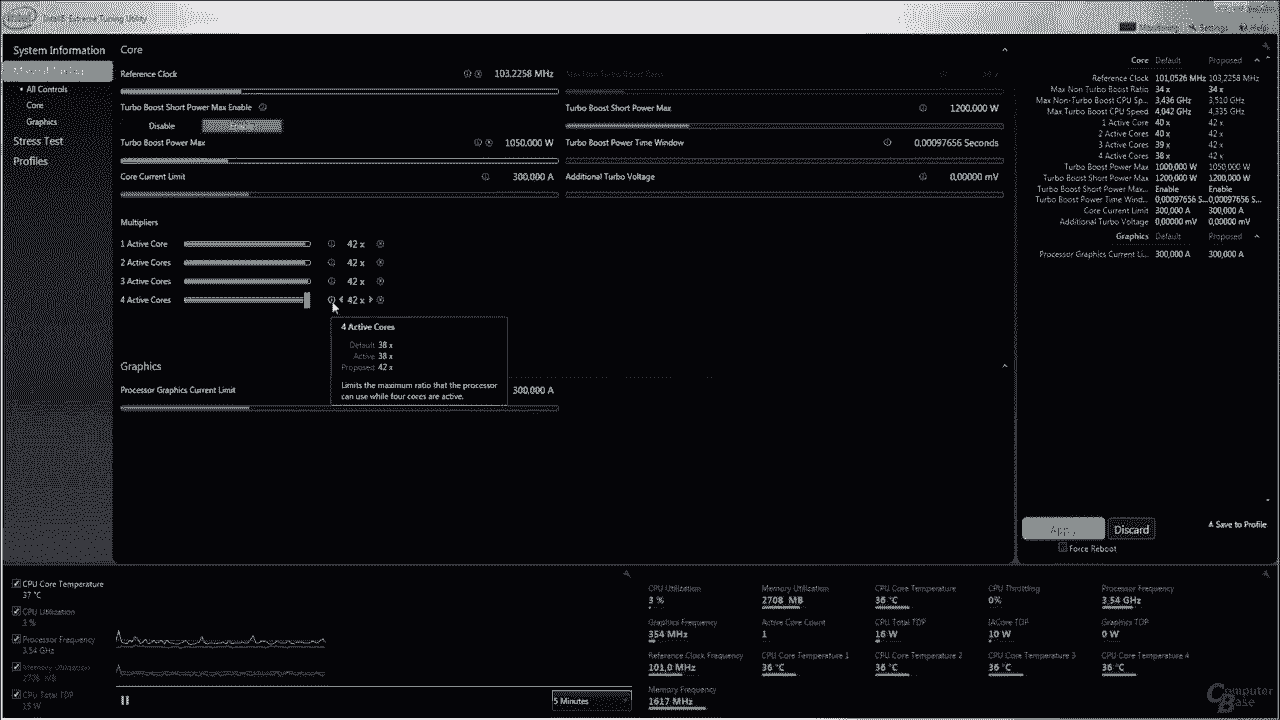 Intel® Extreme Tuning Utility
Monitoring Settings Help
System Information
Manual Tuning
All Controls
Core
Graphics
Stress Test
Profiles
Core
Reference Clock 103,2258 MHz
Turbo Boost Short Power Max Enable
Disable
Turbo Boost Short Power Max 1200,000 W
Turbo Boost Power Max 1050,000 W
Turbo Boost Power Time Window 0,00097656 Seconds
Core Current Limit 300,000 A
Additional Turbo Voltage 0,00000 mV
Multipliers
1 Active Core 42 x
2 Active Cores 42 x
3 Active Cores 42 x
4 Active Cores 42 x
4 Active Cores
Default 38 x
Active 38 x
Proposed 42 x
Limits the maximum ratio that the processor
can use while four cores are active.
Graphics
Processor Graphics Current Limit 300,000 A
Core Default Proposed
Reference Clock 101,0526 MHz 103,2258 MHz
Max Non Turbo Boost Ratio 34 x 34 x
Max Non-Turbo Boost CPU Sp... 3,436 GHz 3,510 GHz
Max Turbo Boost CPU Speed 4,042 GHz 4,335 GHz
1 Active Core 40 x 42 x
2 Active Cores 40 x 42 x
3 Active Cores 39 x 42 x
4 Active Cores 38 x 42 x
Turbo Boost Power Max 1000,000 W 1050,000 W
Turbo Boost Short Power Max 1200,000 W 1200,000 W
Turbo Boost Short Power Max... Enable Enable
Turbo Boost Power Time Wind... 0,00097656 S... 0,00097656 S...
Core Current Limit 300,000 A 300,000 A
Additional Turbo Voltage 0,00000 mV 0,00000 mV
Graphics Default Proposed
Processor Graphics Current Li... 300,000 A 300,000 A
Apply Discard Save to Profile
Force Reboot
CPU Core Temperature
37 °C
CPU Utilization
3 %
Processor Frequency
3,54 GHz
Memory Utilization
MB
CPU Total TDP
W
5 Minutes
CPU Utilization Memory Utilization CPU Core Temperature CPU Throttling Processor Frequency
3 % 2708 MB 36 °C 0% 3,54 GHz
Graphics Frequency Active Core Count CPU Total TDP IACore TDP Graphics TDP
354 MHz 1 16 W 10 W 0 W
Reference Clock Frequency CPU Core Temperature 1 CPU Core Temperature 2 CPU Core Temperature 3 CPU Core Temperature 4
101,0 MHz 36 °C 36 °C 36 °C 36 °C
Memory Frequency
1617 MHz
Computer
Base